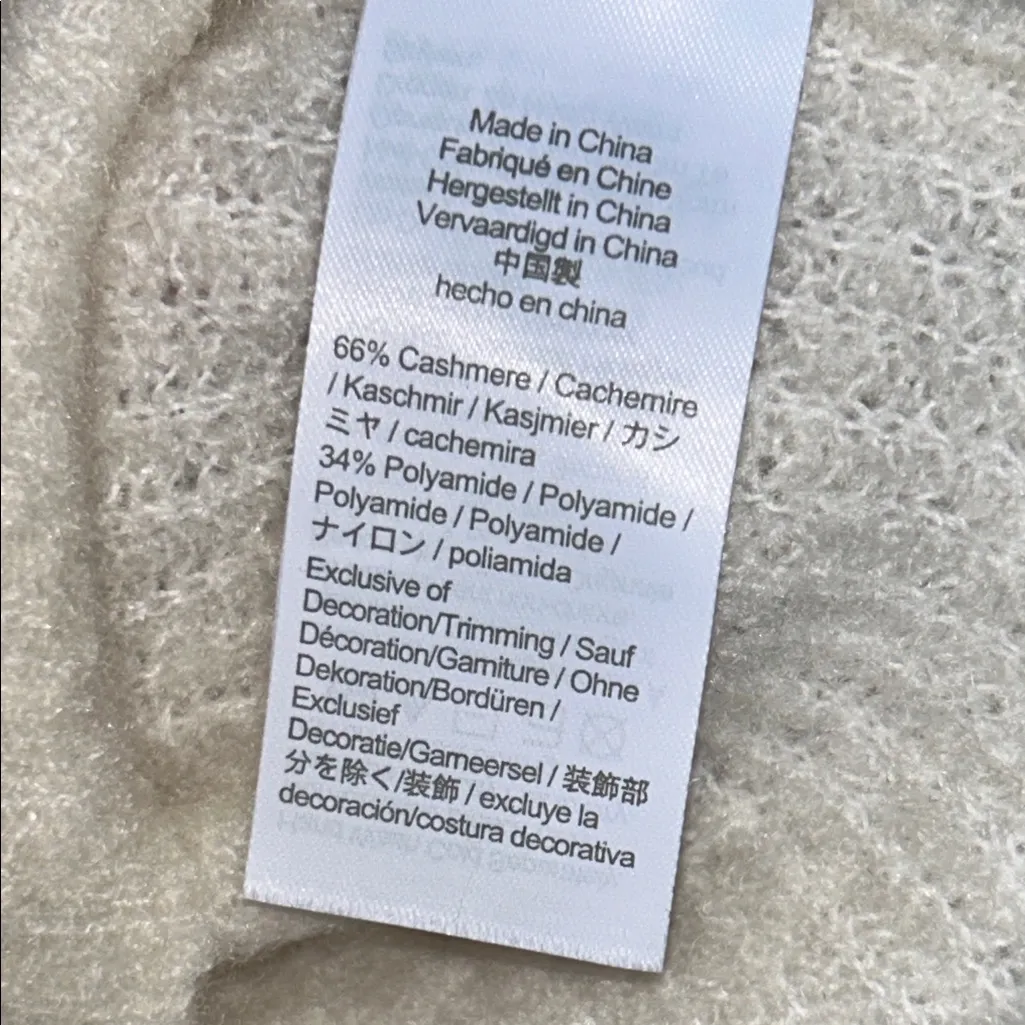 Made in China
Fabriqué en Chine
Hergestellt in China
Vervaardigd in China
中国製
hecho en china
66% Cashmere / Cachemire
/ Kaschmir / Kasjmier / カシ
ミヤ / cachemira
34% Polyamide / Polyamide /
Polyamide / Polyamide /
ナイロン / poliamida
Exclusive of
Decoration/Trimming / Sauf
Décoration/Garniture / Ohne
Dekoration/Bordüren /
Exclusief
Decoratie/Garneersel / 装飾部
分を除く/装飾 / excluye la
decoración/costura decorativa